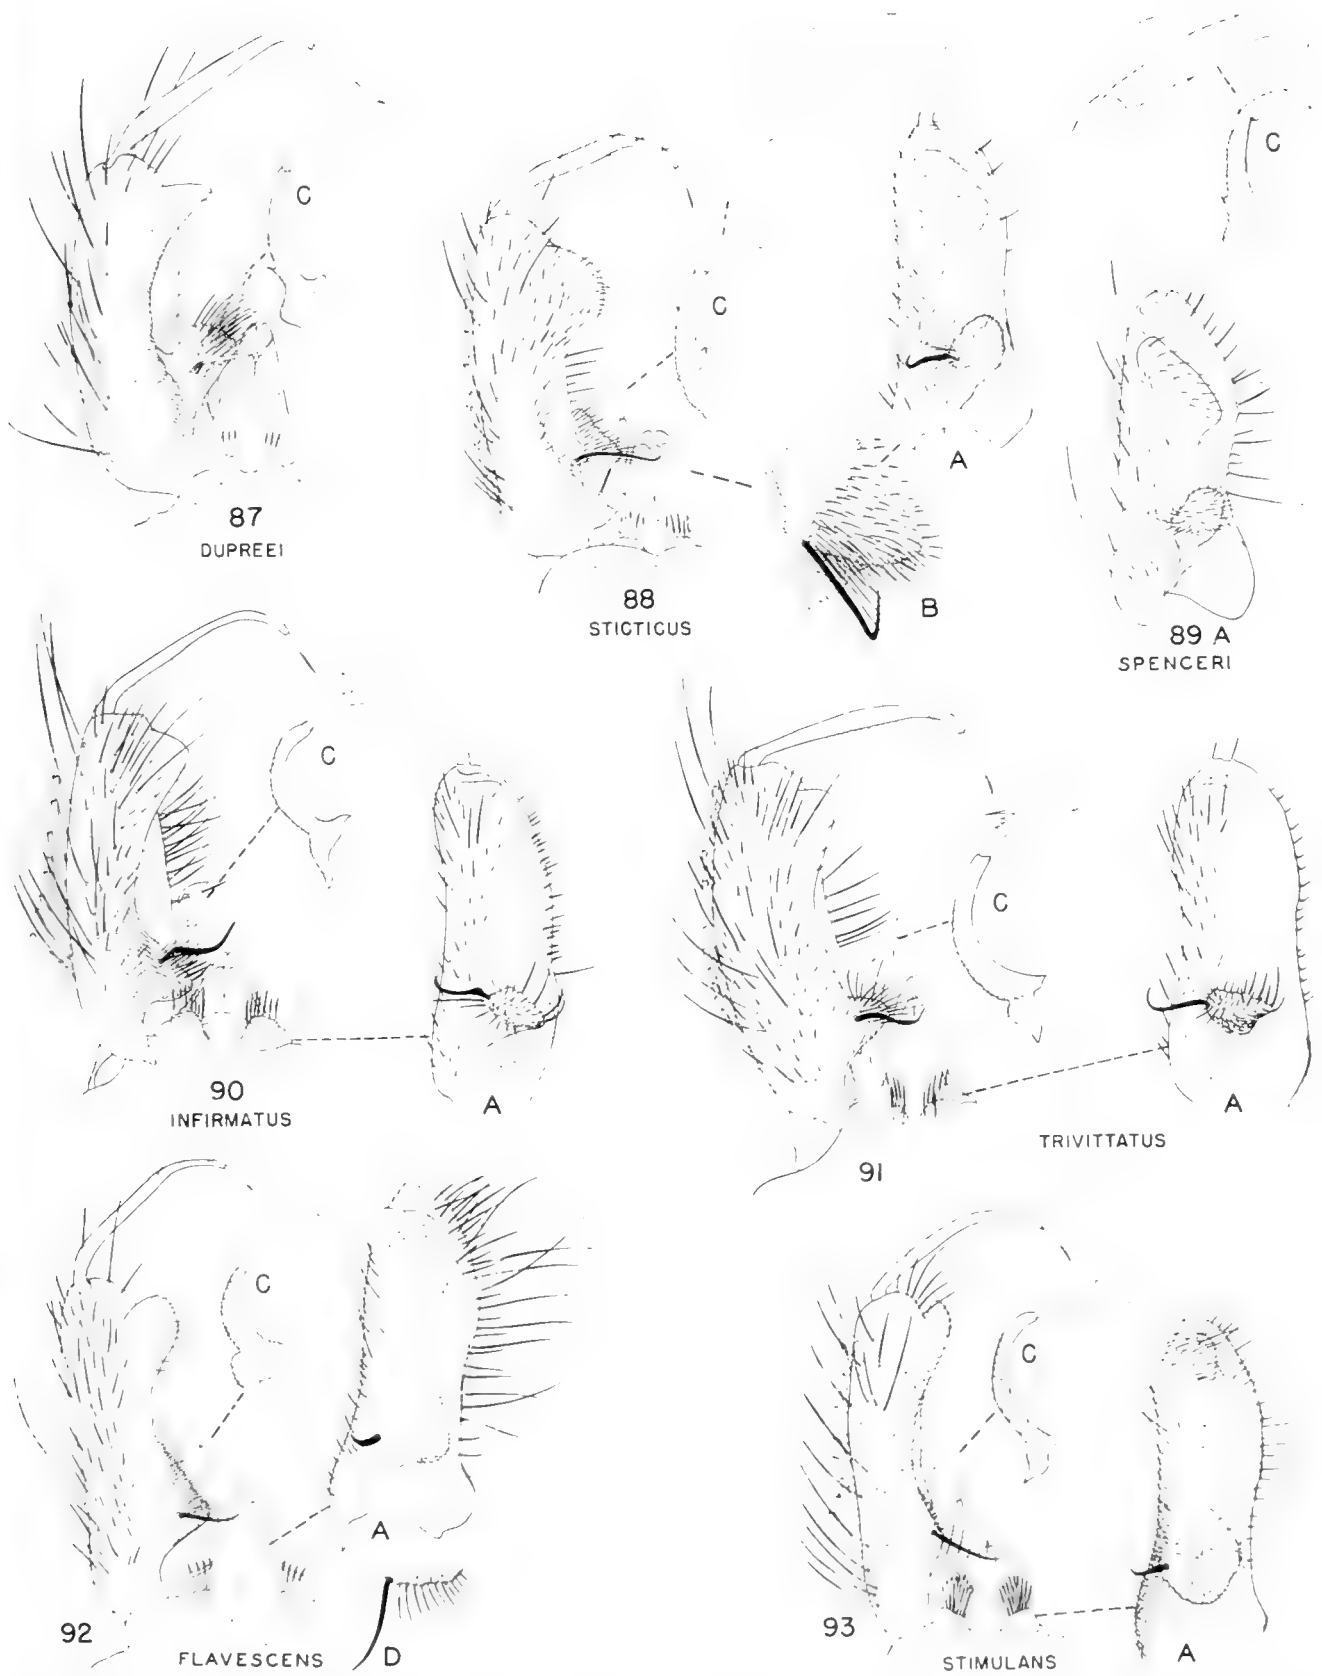 C
87
DUPREEI
C
A
B
88
STICTICUS
C
89 A
SPENCERI
C
90
INFIRMATUS
A
C
A
TRIVITTATUS
91
C
A
92
FLAVESCENS
D
C
93
STIMULANS
A